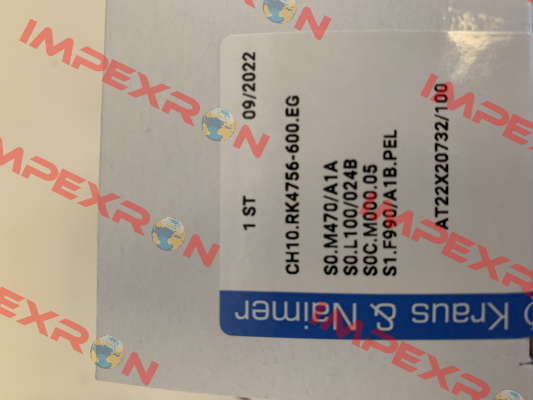 1 ST 09/2022
CH10.RK4756-600.EG
S0.M470/A1A
S0.L100/024B
S0C.M000.05
S1.F990/A1B.PEL
AT22X20732/100
Kraus & Naimer
IMPEXRON
IMPEXRON
IMPEXRON
IMPEXRON
IMPEXRON